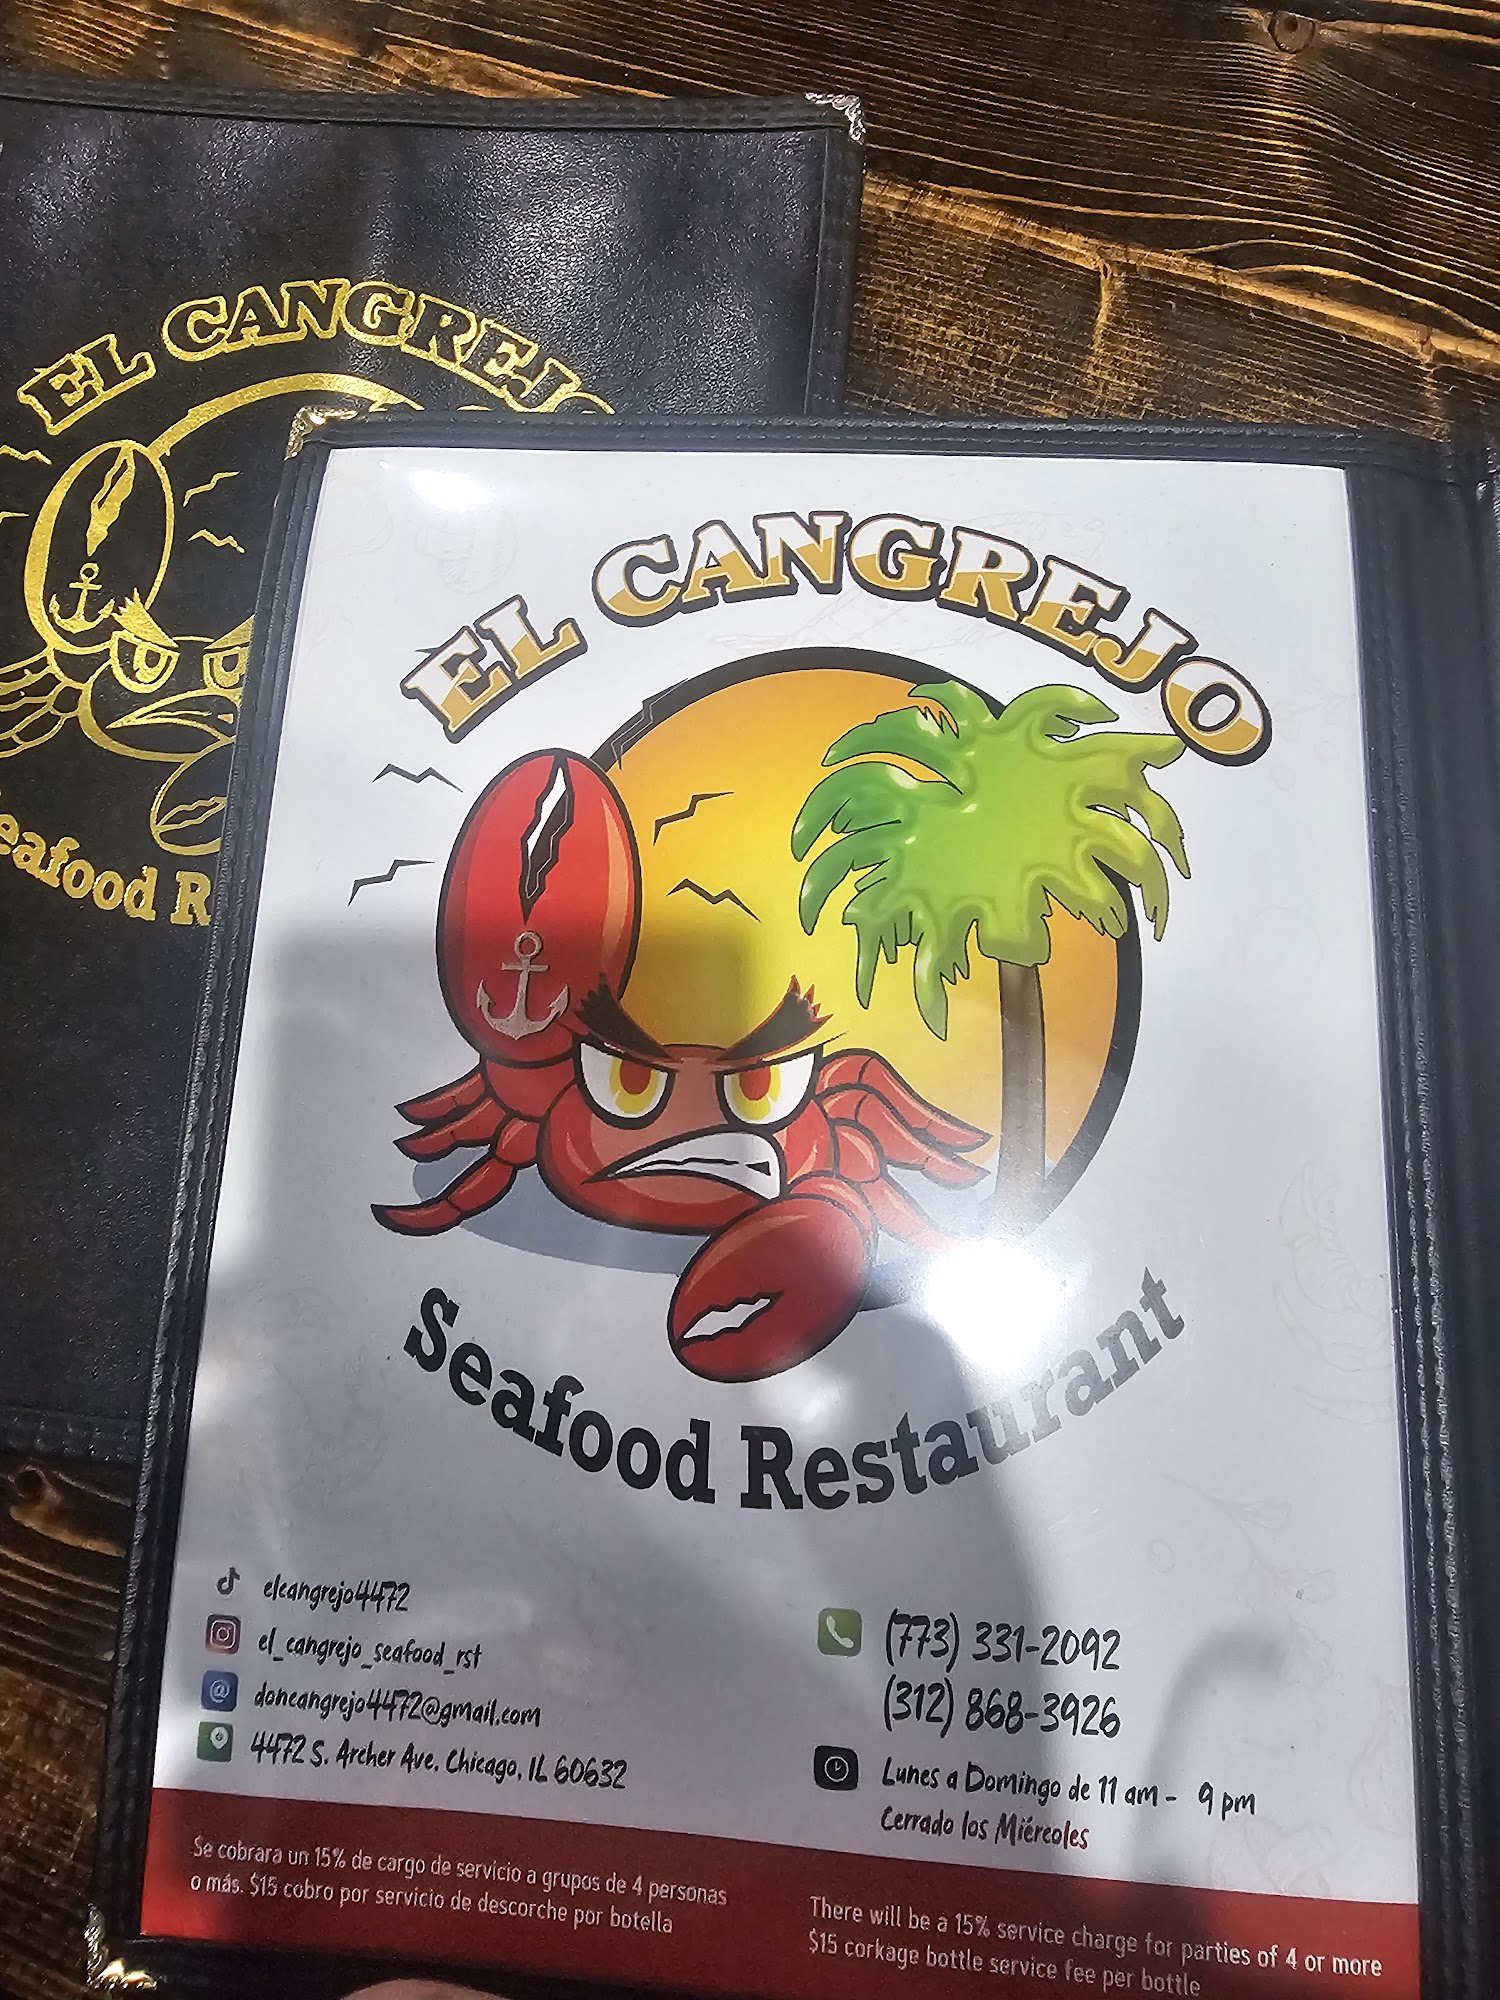 EL CANGREJO
Seafood R
EL CANGREJO
Seafood Restaurant
elcangrejo4472
el_cangrejo_seafood_rst
doncangrejo4472@gmail.com
4472 S. Archer Ave. Chicago, IL 60632
(773) 331-2092
(312) 868-3926
Lunes a Domingo de 11 am - 9 pm
Cerrado los Miércoles
Se cobrara un 15% de cargo de servicio a grupos de 4 personas
o más. $15 cobro por servicio de descorche por botella
There will be a 15% service charge for parties of 4 or more
$15 corkage bottle service fee per bottle